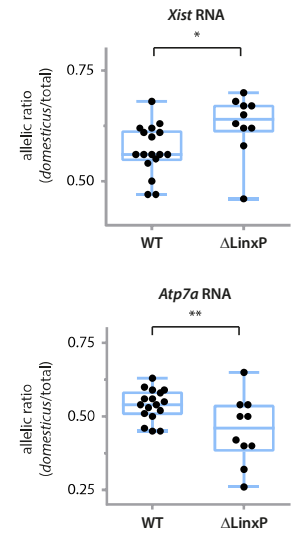 Xist RNA
*
allelic ratio
(domesticus/total)
0.75
0.50
WT ΔLinxP
Atp7a RNA
**
allelic ratio
(domesticus/total)
0.75
0.50
0.25
WT ΔLinxP